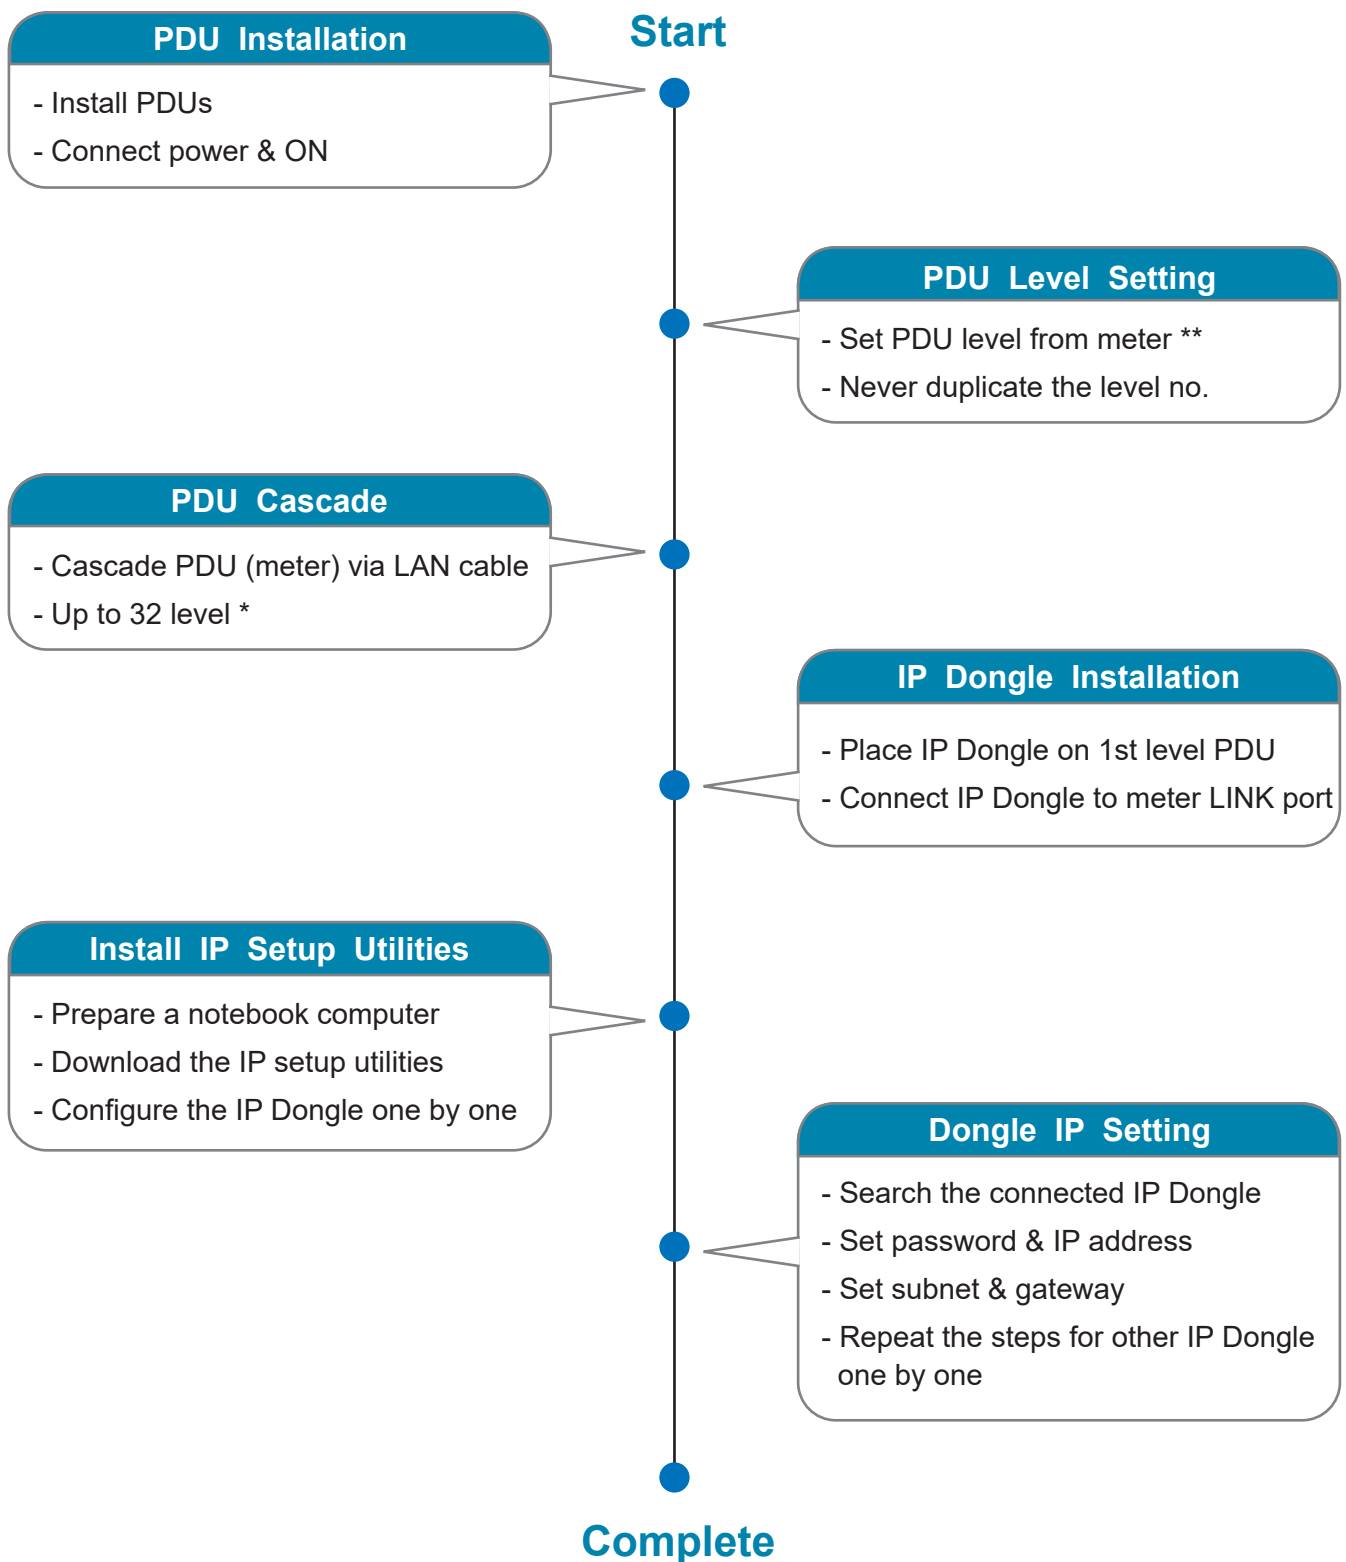 Start
PDU Installation
- Install PDUs
- Connect power & ON
PDU Level Setting
- Set PDU level from meter **
- Never duplicate the level no.
PDU Cascade
- Cascade PDU (meter) via LAN cable
- Up to 32 level *
IP Dongle Installation
- Place IP Dongle on 1st level PDU
- Connect IP Dongle to meter LINK port
Install IP Setup Utilities
- Prepare a notebook computer
- Download the IP setup utilities
- Configure the IP Dongle one by one
Dongle IP Setting
- Search the connected IP Dongle
- Set password & IP address
- Set subnet & gateway
- Repeat the steps for other IP Dongle
one by one
Complete